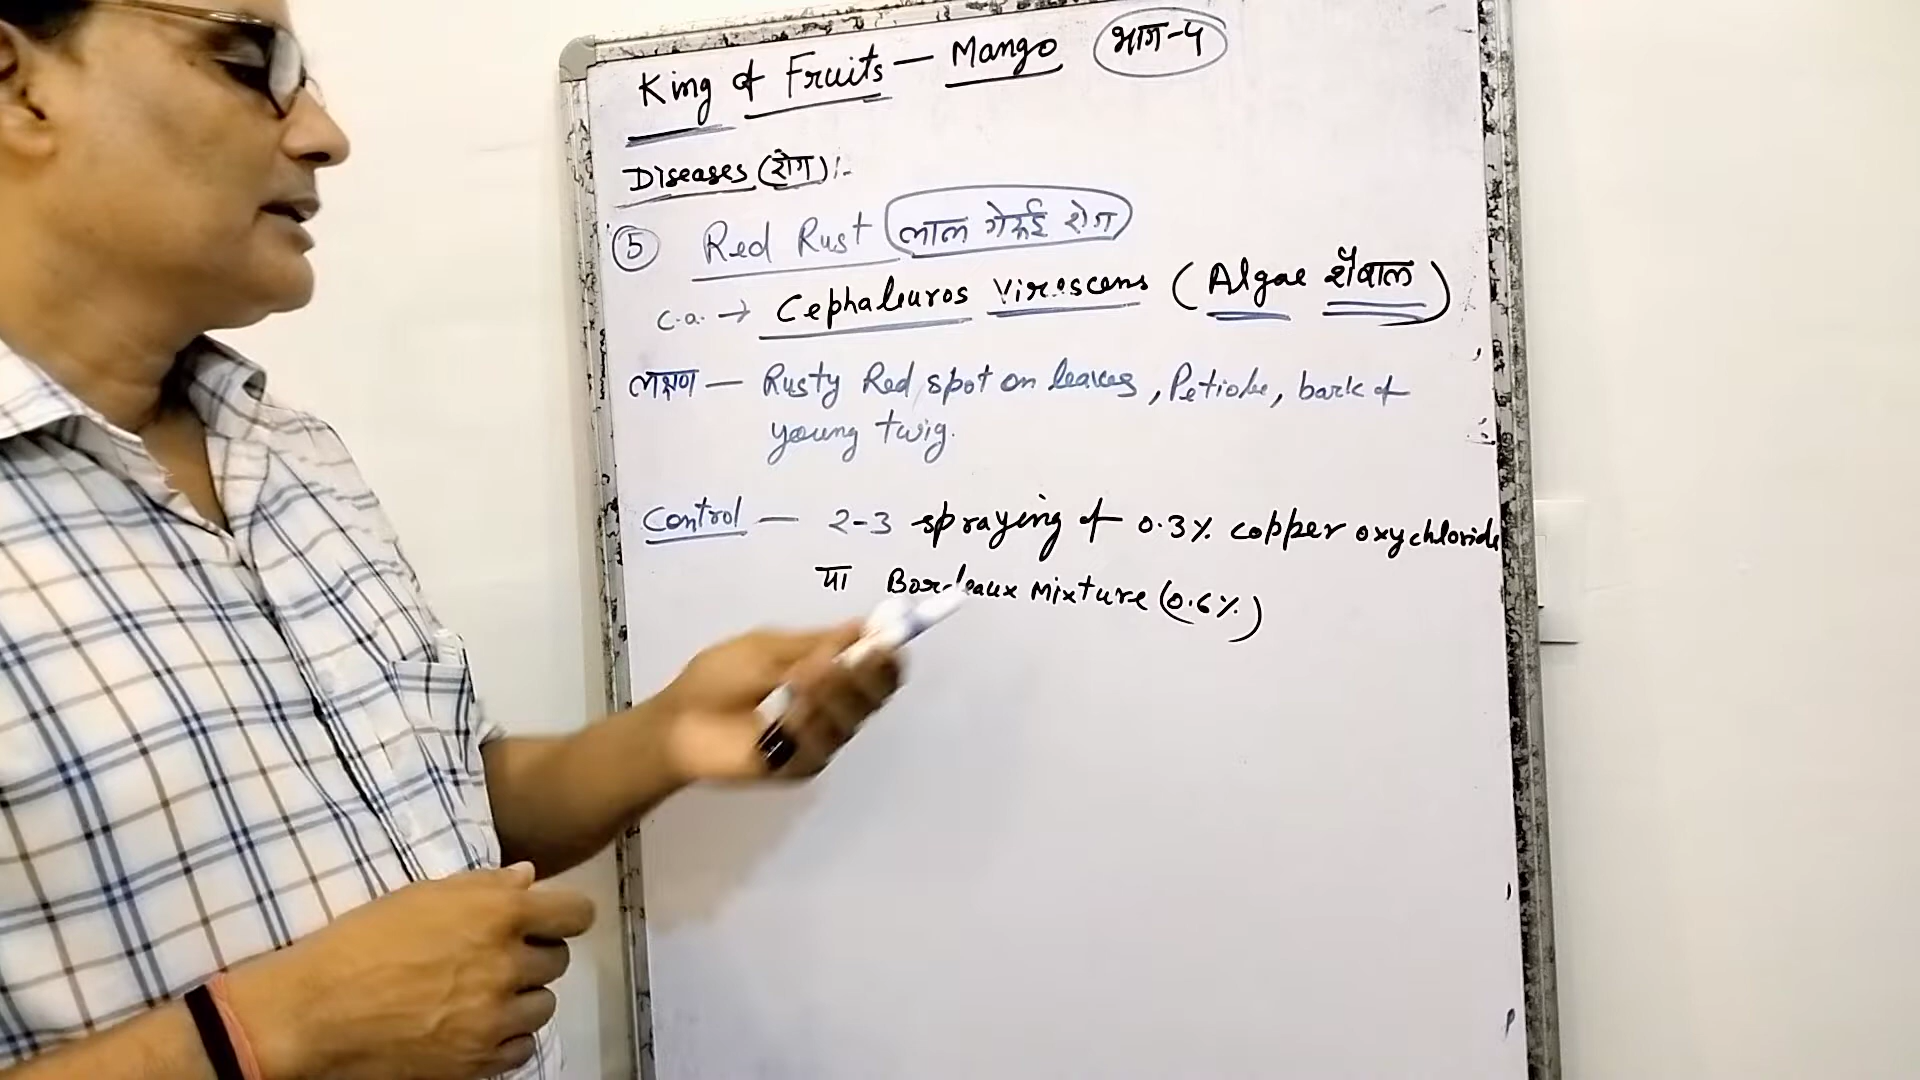 King of Fruits — Mango (भाग-५)
Diseases (रोग):-
⑤ Red Rust (लाल गेरूई रोग)
C.a. → Cephaleuros virescens (Algae शैवाल)
लक्षण — Rusty Red spot on leaves, Petiole, bark of
young twig.
Control — 2-3 spraying of 0.3% copper oxychloride
या Bordeaux Mixture (0.6%)